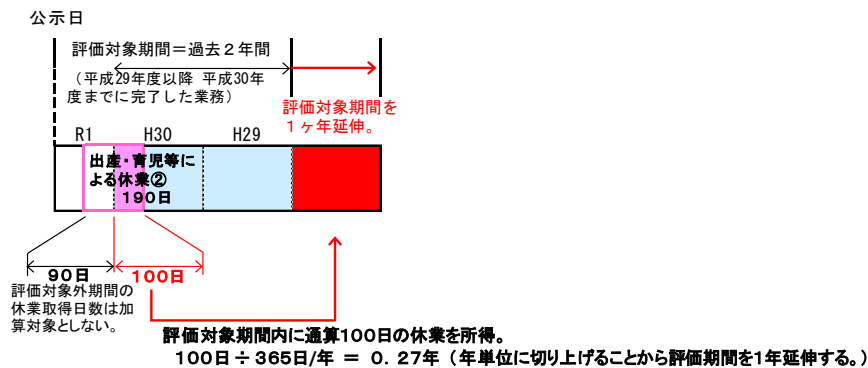 公示日
評価対象期間＝過去２年間
（平成29年度以降 平成30年
度までに完了した業務）
評価対象期間を
１ヶ年延伸。
R1 H30 H29
出産・育児等に
よる休業②
190日
90日 100日
評価対象外期間の
休業取得日数は加
算対象としない。
評価対象期間内に通算100日の休業を所得。
100日÷365日/年 ＝ ０．２７年（年単位に切り上げることから評価期間を1年延伸する。）